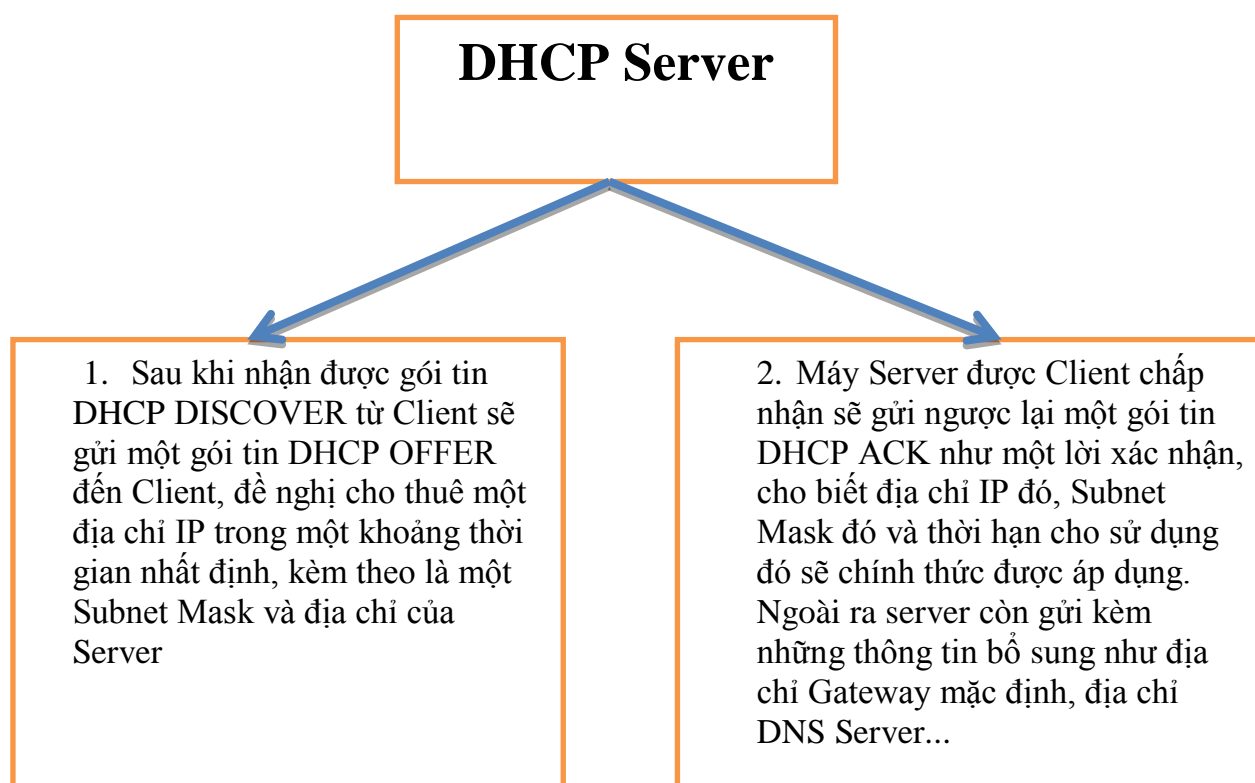 DHCP Server
1. Sau khi nhận được gói tin
DHCP DISCOVER từ Client sẽ
gửi một gói tin DHCP OFFER
đến Client, đề nghị cho thuê một
địa chỉ IP trong một khoảng thời
gian nhất định, kèm theo là một
Subnet Mask và địa chỉ của
Server
2. Máy Server được Client chấp
nhận sẽ gửi ngược lại một gói tin
DHCP ACK như một lời xác nhận,
cho biết địa chỉ IP đó, Subnet
Mask đó và thời hạn cho sử dụng
đó sẽ chính thức được áp dụng.
Ngoài ra server còn gửi kèm
những thông tin bổ sung như địa
chỉ Gateway mặc định, địa chỉ
DNS Server...